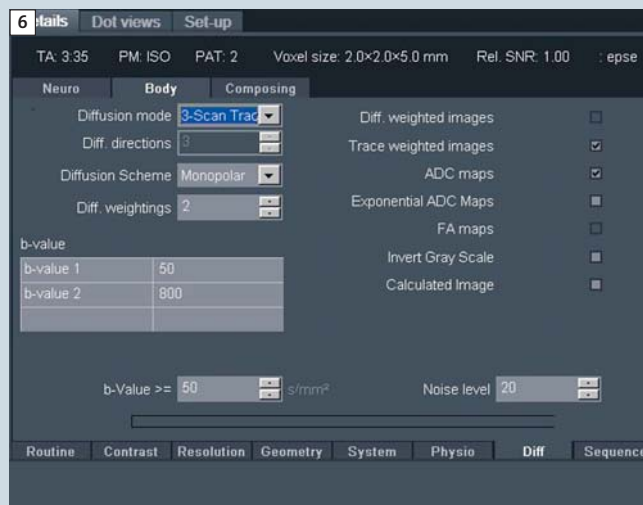 6
etails Dot views Set-up
TA: 3:35 PM: ISO PAT: 2 Voxel size: 2.0×2.0×5.0 mm Rel. SNR: 1.00 : epse
Neuro Body Composing
Diffusion mode 3-Scan Trac
Diff. directions 3
Diffusion Scheme Monopolar
Diff. weightings 2
b-value
b-value 1 50
b-value 2 800
Diff. weighted images
Trace weighted images
ADC maps
Exponential ADC Maps
FA maps
Invert Gray Scale
Calculated Image
b-Value >= 50 s/mm² Noise level 20
Routine Contrast Resolution Geometry System Physio Diff Sequence